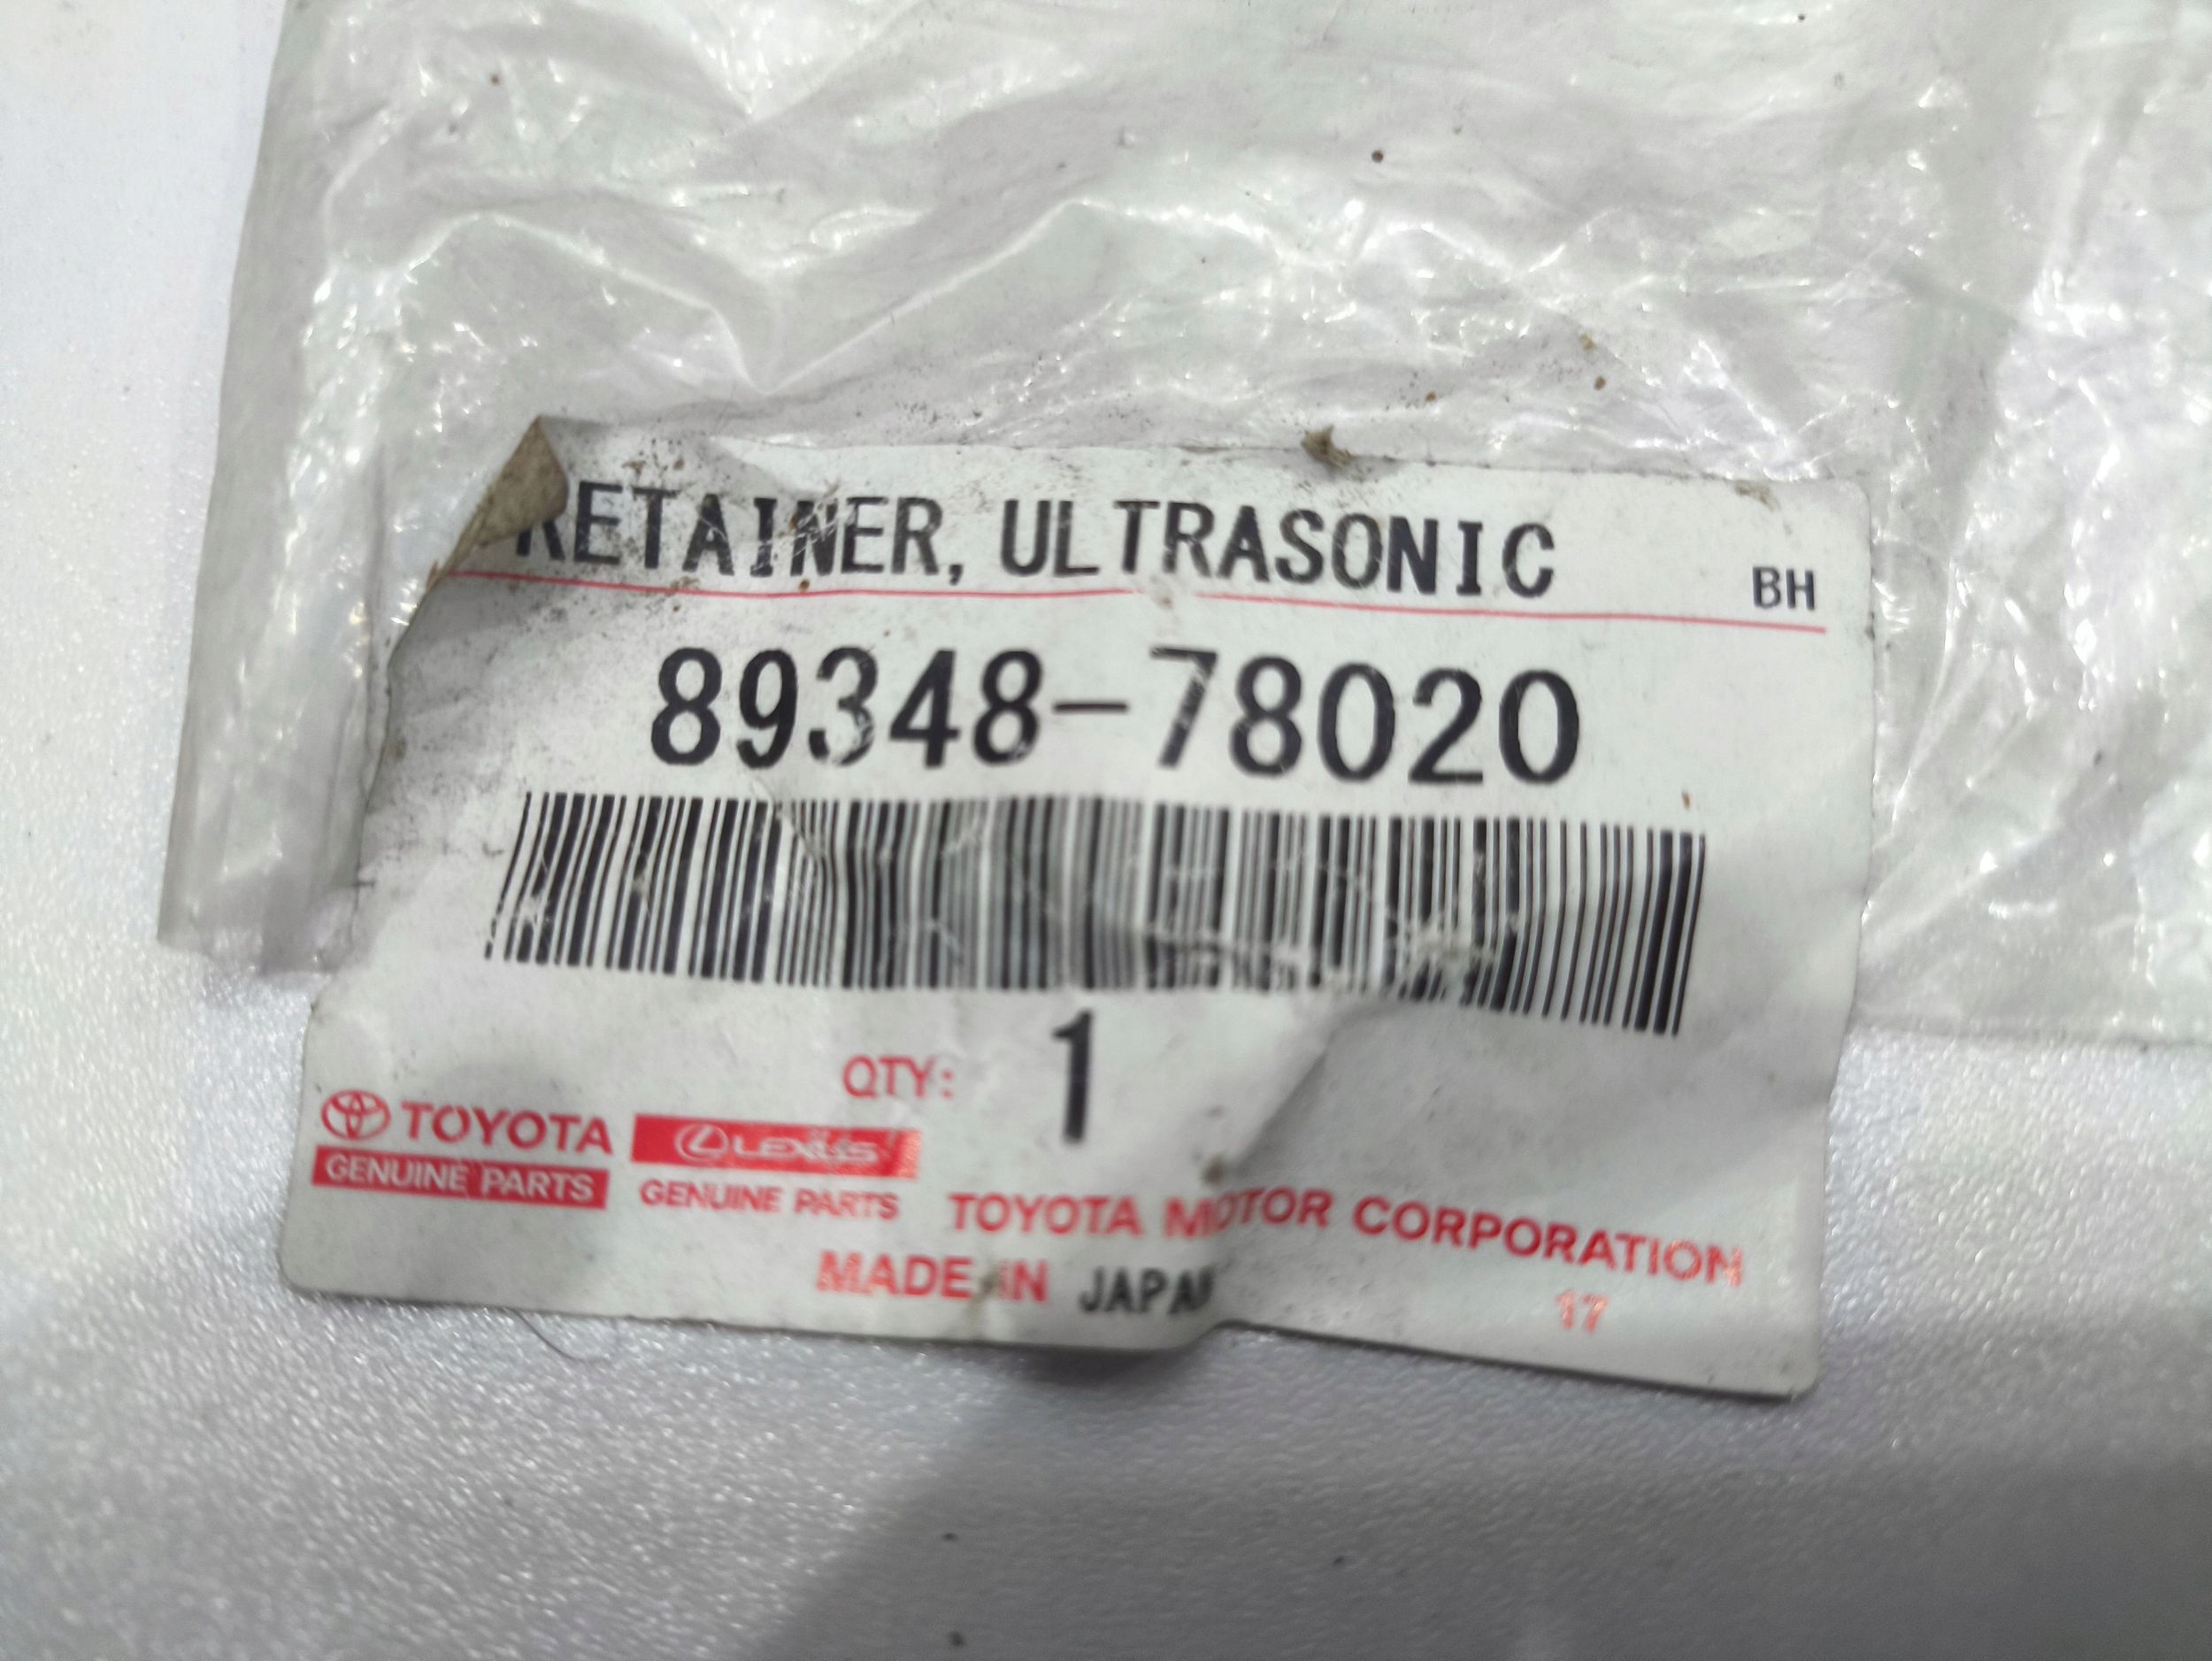 RETAINER, ULTRASONIC
BH
89348-78020
QTY: 1
TOYOTA
GENUINE PARTS
LEXUS
GENUINE PARTS
TOYOTA MOTOR CORPORATION
MADE IN JAPAN
17